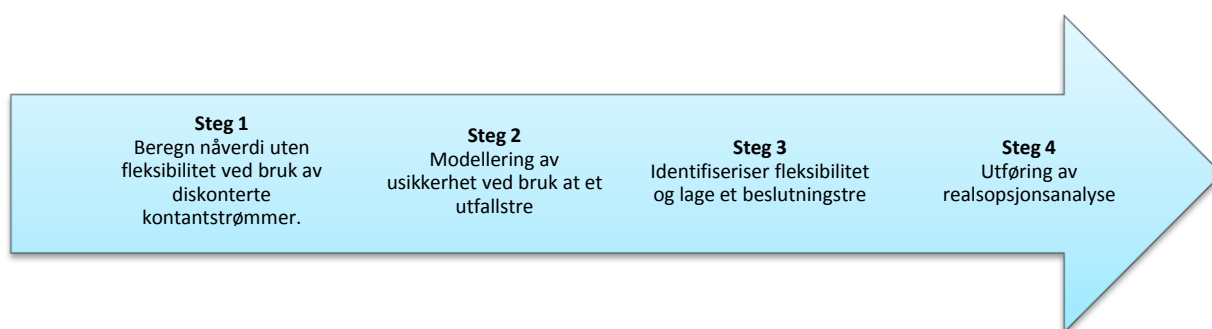 Steg 1
Beregn nåverdi uten
fleksibilitet ved bruk av
diskonterte
kontantstrømmer.
Steg 2
Modellering av
usikkerhet ved bruk at et
utfallstre
Steg 3
Identifiseriser fleksibilitet
og lage et beslutningstre
Steg 4
Utføring av
realsopsjonsanalyse